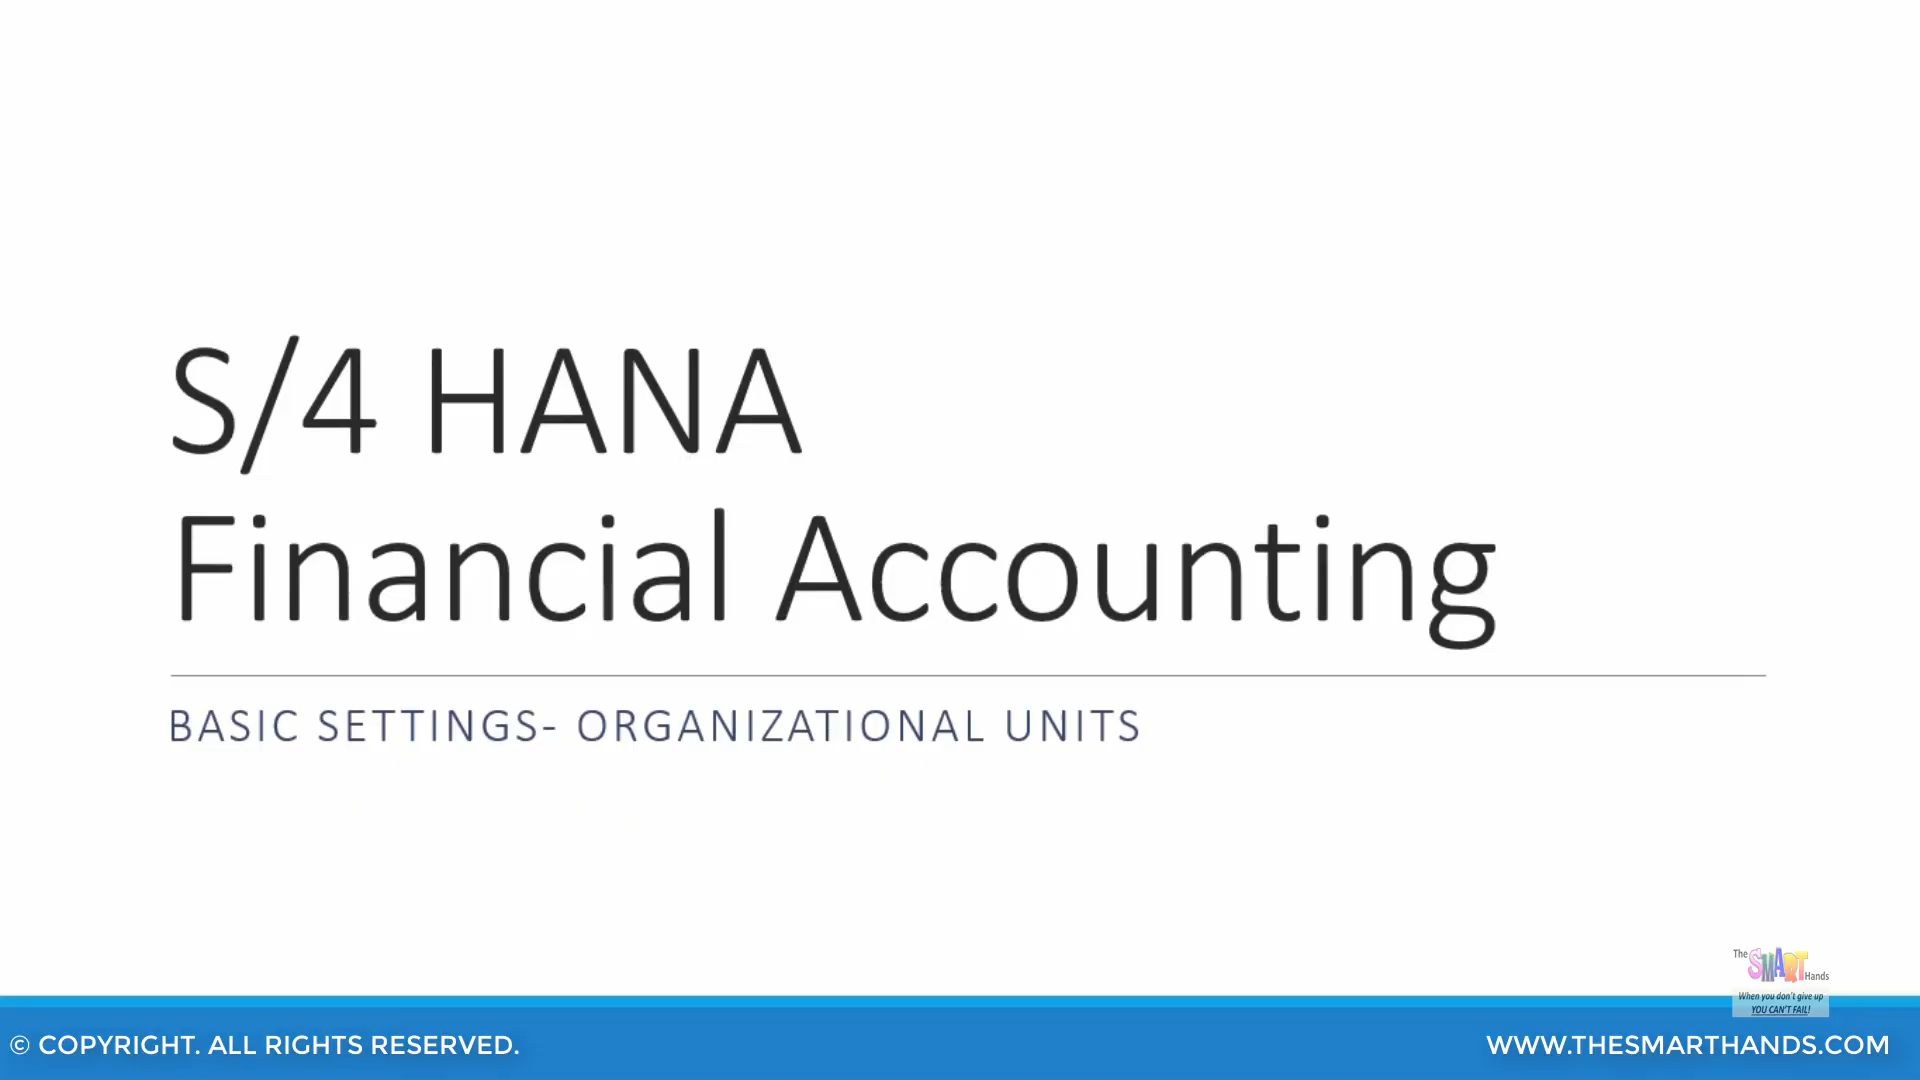 S/4 HANA
Financial Accounting
BASIC SETTINGS- ORGANIZATIONAL UNITS
The SMART Hands
When you don't give up
YOU CAN'T FAIL!
© COPYRIGHT. ALL RIGHTS RESERVED.
WWW.THESMARTHANDS.COM